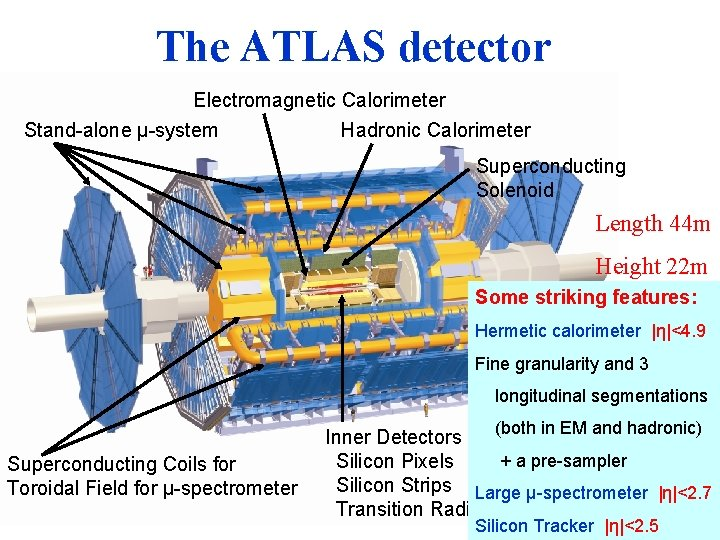 The ATLAS detector
Electromagnetic Calorimeter
Stand-alone μ-system
Hadronic Calorimeter
Superconducting
Solenoid
Length 44m
Height 22m
Some striking features:
Hermetic calorimeter |η|<4.9
Fine granularity and 3
longitudinal segmentations
(both in EM and hadronic)
+ a pre-sampler
Large μ-spectrometer |η|<2.7
Silicon Tracker |η|<2.5
Inner Detectors
Silicon Pixels
Silicon Strips
Transition Radi
Superconducting Coils for
Toroidal Field for μ-spectrometer